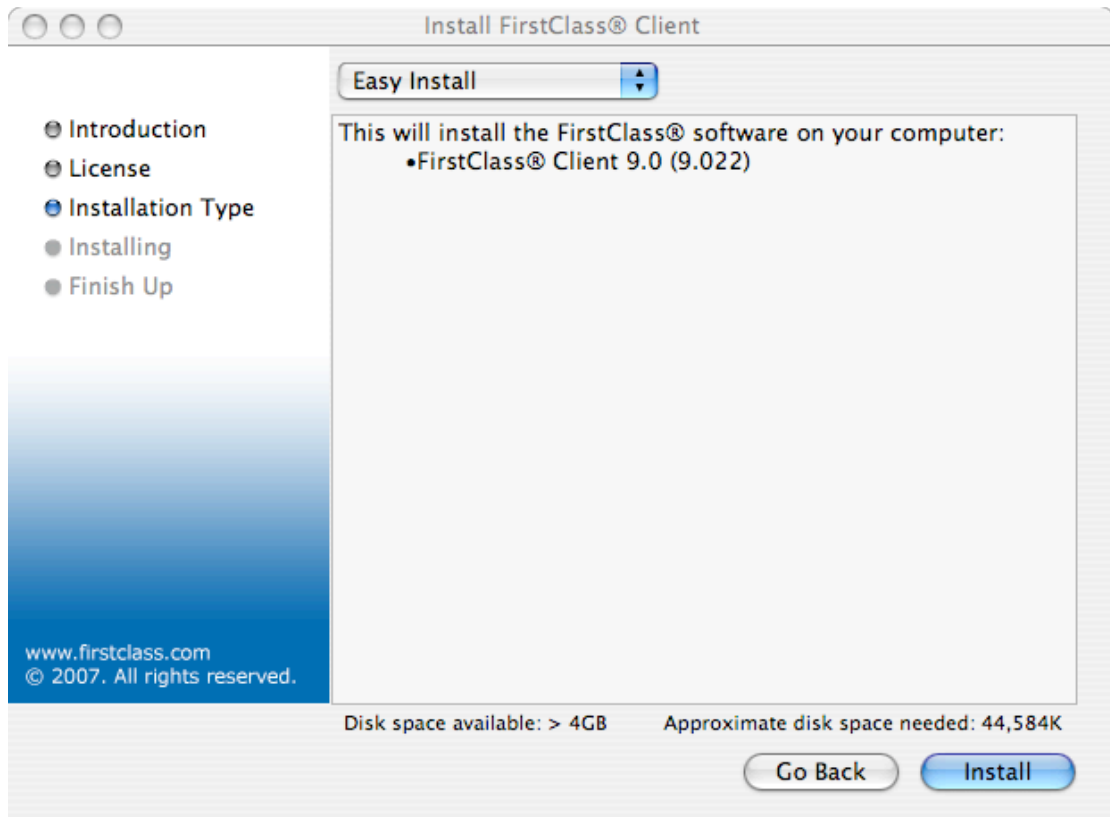 Install FirstClass® Client
Easy Install
Introduction
License
Installation Type
Installing
Finish Up
This will install the FirstClass® software on your computer:
•FirstClass® Client 9.0 (9.022)
www.firstclass.com
© 2007. All rights reserved.
Disk space available: > 4GB Approximate disk space needed: 44,584K
Go Back Install